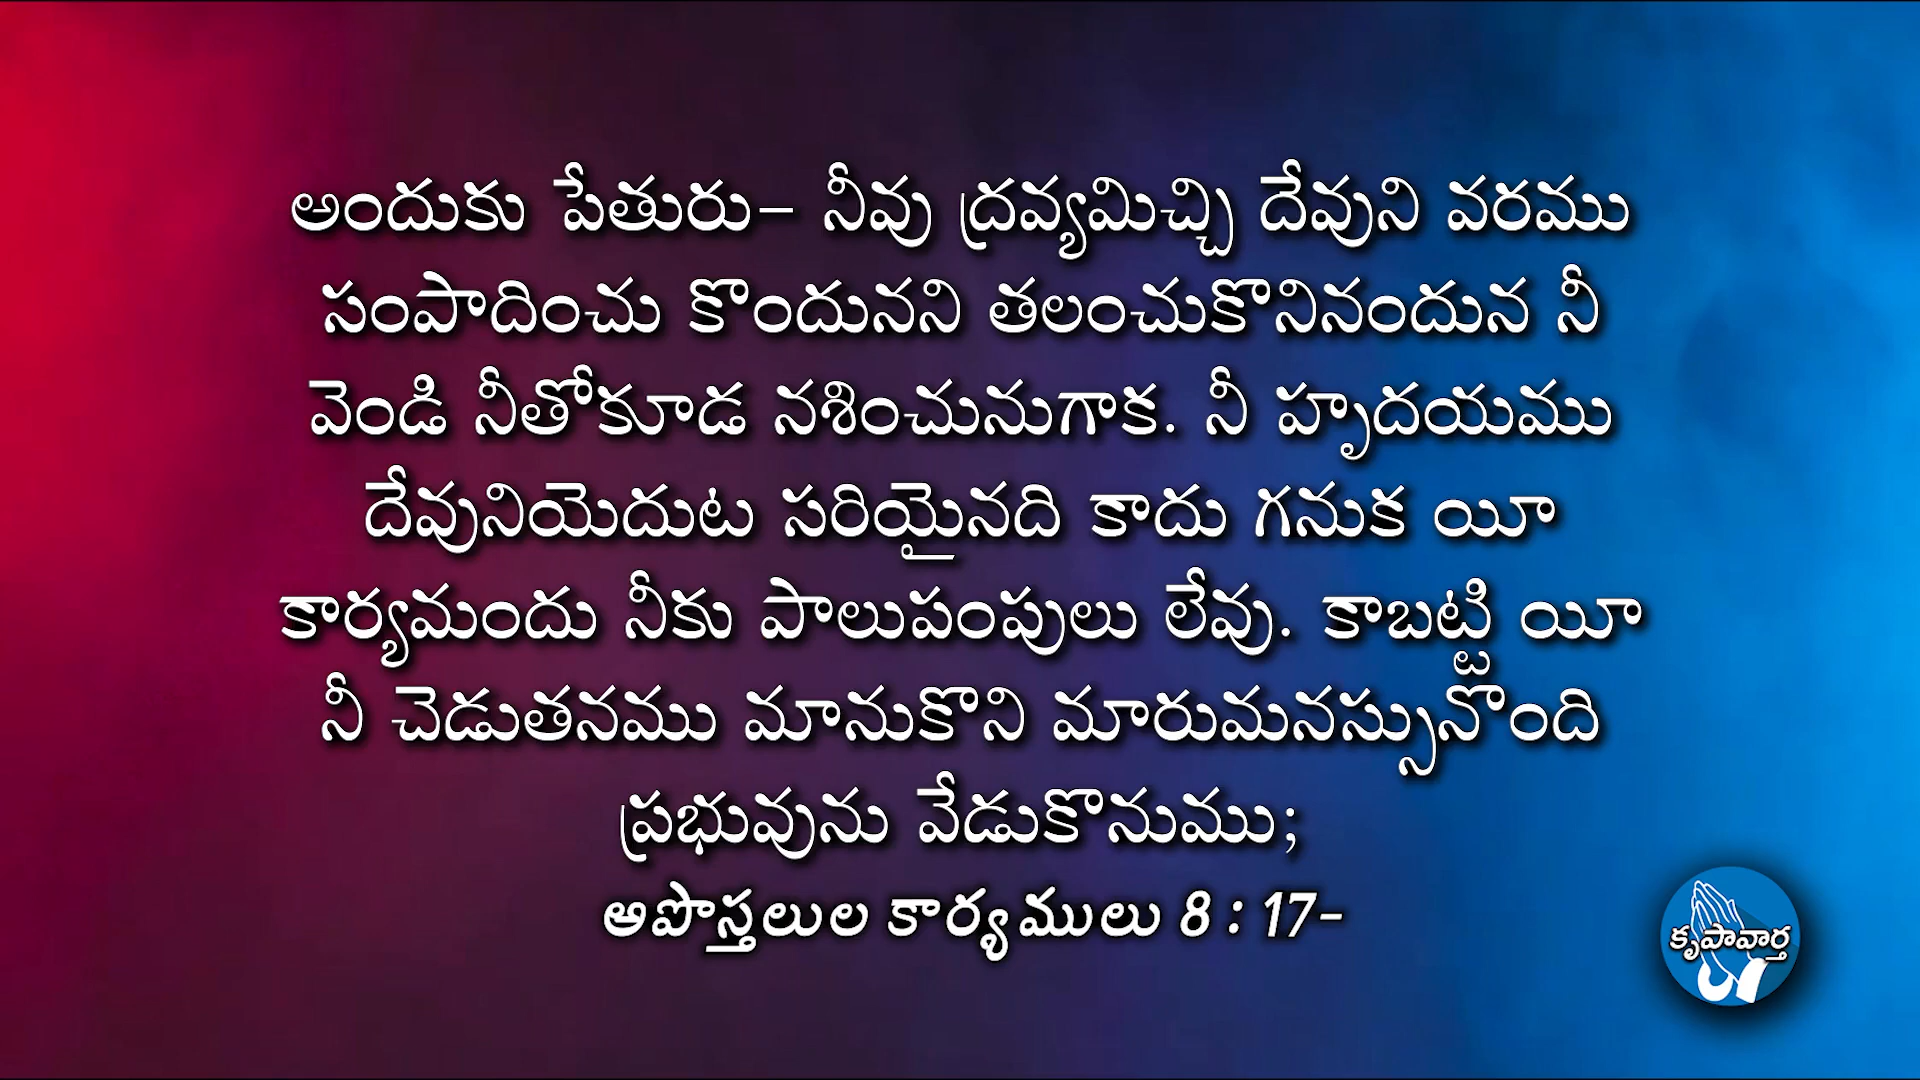 అందుకు పేతురు- నీవు ద్రవ్యమిచ్చి దేవుని వరము
సంపాదించు కొందునని తలంచుకొనినందున నీ
వెండి నీతోకూడ నశించునుగాక. నీ హృదయము
దేవునియెదుట సరియైనది కాదు గనుక యీ
కార్యమందు నీకు పాలుపంపులు లేవు. కాబట్టి యీ
నీ చెడుతనము మానుకొని మారుమనస్సునొంది
ప్రభువును వేడుకొనుము;
అపొస్తలుల కార్యములు 8 : 17-
కృపావార్త